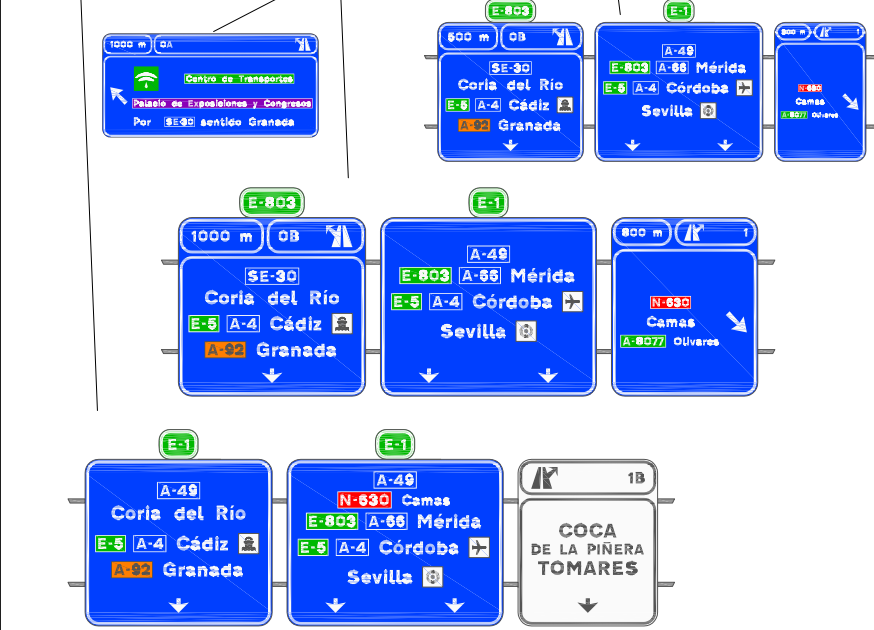 1000 m 0A
Centro de Transportes
Palacio de Exposiciones y Congresos
Por SE-30 sentido Granada
E-803
500 m 0B
SE-30
Coria del Río
E-5 A-4 Cádiz
A-92 Granada
E-1
A-49
E-803 A-66 Mérida
E-5 A-4 Córdoba
Sevilla
300 m 1
N-630
Camas
A-8077 Olivares
E-803
1000 m 0B
SE-30
Coria del Río
E-5 A-4 Cádiz
A-92 Granada
E-1
A-49
E-803 A-66 Mérida
E-5 A-4 Córdoba
Sevilla
800 m 1
N-630
Camas
A-8077 Olivares
E-1
A-49
Coria del Río
E-5 A-4 Cádiz
A-92 Granada
E-1
A-49
N-630 Camas
E-803 A-66 Mérida
E-5 A-4 Córdoba
Sevilla
1B
COCA
DE LA PIÑERA
TOMARES